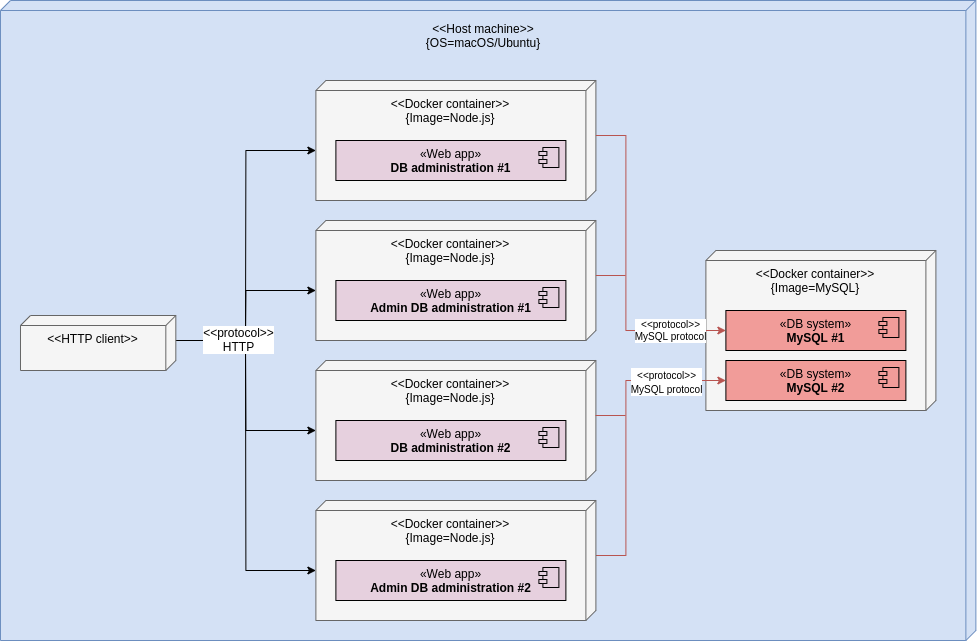 <<Host machine>>
{OS=macOS/Ubuntu}
<<Docker container>>
{Image=Node.js}
«Web app»
DB administration #1
<<Docker container>>
{Image=Node.js}
«Web app»
Admin DB administration #1
<<HTTP client>>
<<protocol>>
HTTP
<<Docker container>>
{Image=Node.js}
«Web app»
DB administration #2
<<Docker container>>
{Image=Node.js}
«Web app»
Admin DB administration #2
<<protocol>>
MySQL protocol
<<protocol>>
MySQL protocol
<<Docker container>>
{Image=MySQL}
«DB system»
MySQL #1
«DB system»
MySQL #2